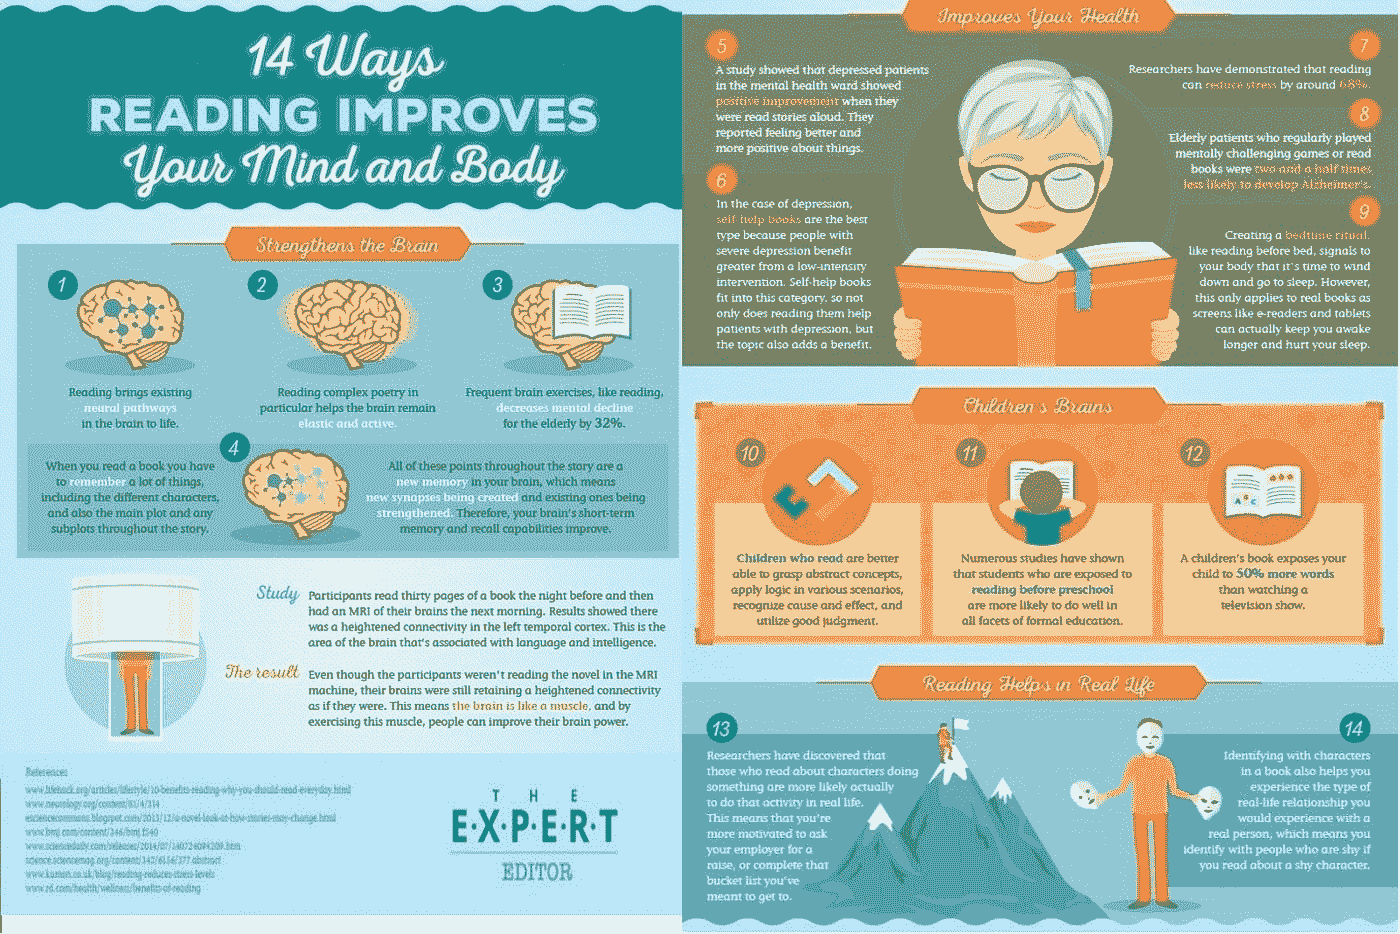 14 Ways
READING IMPROVES
Your Mind and Body
Strengthens the Brain
1
Reading brings existing
neural pathways
in the brain to life.
2
Reading complex poetry in
particular helps the brain remain
elastic and active.
3
Frequent brain exercises, like reading,
decreases mental decline
for the elderly by 32%.
4
When you read a book you have
to remember a lot of things,
including the different characters,
and also the main plot and any
subplots throughout the story.
All of these points throughout the story are a
new memory in your brain, which means
new synapses being created and existing ones being
strengthened. Therefore, your brain's short-term
memory and recall capabilities improve.
Study
Participants read thirty pages of a book the night before and then
had an MRI of their brains the next morning. Results showed there
was a heightened connectivity in the left temporal cortex. This is the
area of the brain that's associated with language and intelligence.
The result
Even though the participants weren't reading the novel in the MRI
machine, their brains were still retaining a heightened connectivity
as if they were. This means the brain is like a muscle, and by
exercising this muscle, people can improve their brain power.
References
www.lifehack.org/articles/lifestyle/10-benefits-reading-why-you-should-read-everyday.html
www.neurology.org/content/81/4/314
esciencecommons.blogspot.com/2013/12/a-novel-look-at-how-stories-may-change.html
www.bmj.com/content/346/bmj.f540
www.sciencedaily.com/releases/2014/07/140724094209.htm
science.sciencemag.org/content/342/6156/377.abstract
www.kumon.co.uk/blog/reading-reduces-stress-levels
www.rd.com/health/wellness/benefits-of-reading
THE
E·X·P·E·R·T
EDITOR
Improves Your Health
5
A study showed that depressed patients
in the mental health ward showed
positive improvement when they
were read stories aloud. They
reported feeling better and
more positive about things.
6
In the case of depression,
self-help books are the best
type because people with
severe depression benefit
greater from a low-intensity
intervention. Self-help books
fit into this category, so not
only does reading them help
patients with depression, but
the topic also adds a benefit.
7
Researchers have demonstrated that reading
can reduce stress by around 68%.
8
Elderly patients who regularly played
mentally challenging games or read
books were two and a half times
less likely to develop Alzheimer's.
9
Creating a bedtime ritual,
like reading before bed, signals to
your body that it's time to wind
down and go to sleep. However,
this only applies to real books as
screens like e-readers and tablets
can actually keep you awake
longer and hurt your sleep.
Children's Brains
10
Children who read are better
able to grasp abstract concepts,
apply logic in various scenarios,
recognize cause and effect, and
utilize good judgment.
11
Numerous studies have shown
that students who are exposed to
reading before preschool
are more likely to do well in
all facets of formal education.
12
A B C
A children's book exposes your
child to 50% more words
than watching a
television show.
Reading Helps in Real Life
13
Researchers have discovered that
those who read about characters doing
something are more likely actually
to do that activity in real life.
This means that you're
more motivated to ask
your employer for a
raise, or complete that
bucket list you've
meant to get to.
14
Identifying with characters
in a book also helps you
experience the type of
real-life relationship you
would experience with a
real person, which means you
identify with people who are shy if
you read about a shy character.